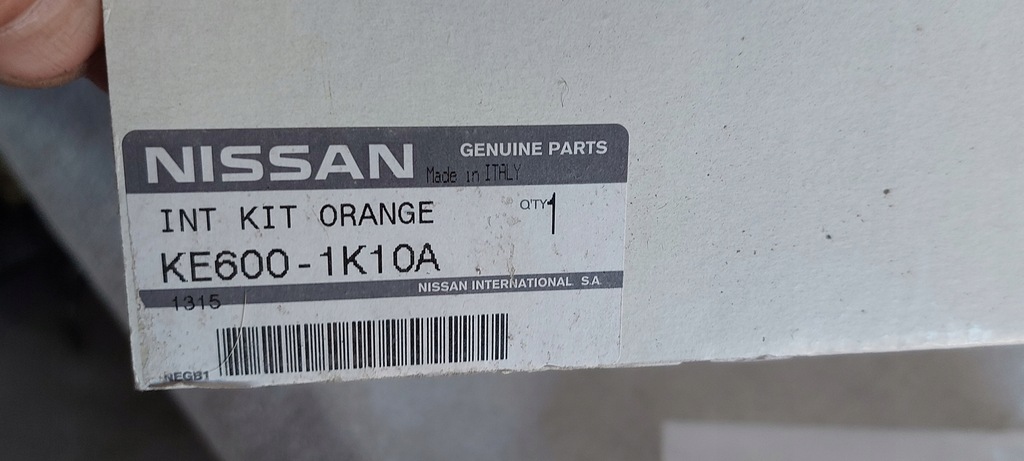 NISSAN GENUINE PARTS
Made in ITALY
INT KIT ORANGE Q'TY 1
KE600-1K10A
NISSAN INTERNATIONAL S.A.
1315
NEGB1